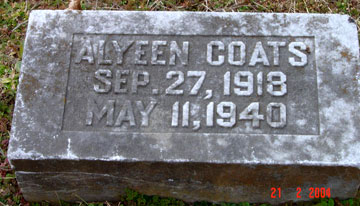 ALYEEN COATS
SEP. 27, 1918
MAY 11, 1940
21 2 2004